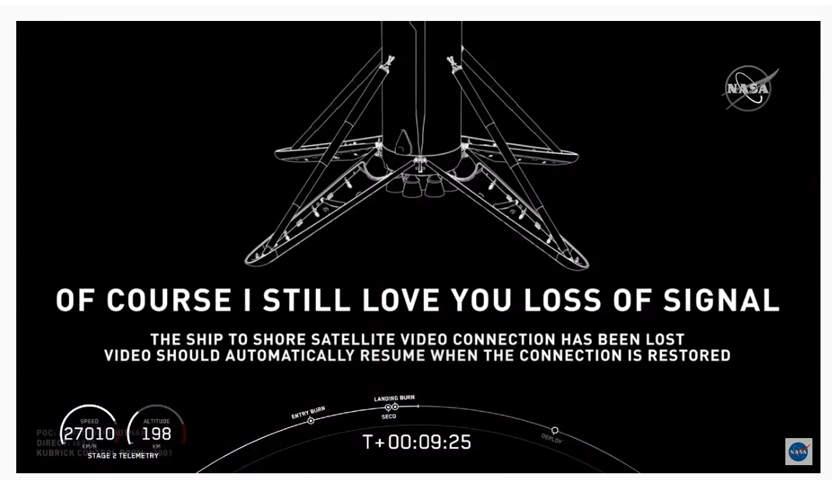 NASA
OF COURSE I STILL LOVE YOU LOSS OF SIGNAL
THE SHIP TO SHORE SATELLITE VIDEO CONNECTION HAS BEEN LOST
VIDEO SHOULD AUTOMATICALLY RESUME WHEN THE CONNECTION IS RESTORED
ENTRY BURN
LANDING BURN
SECO
DEPLOY
SPEED
27010
KM/H
ALTITUDE
198
KM
STAGE 2 TELEMETRY
POC:
KUBRICK
T+00:09:25
NASA